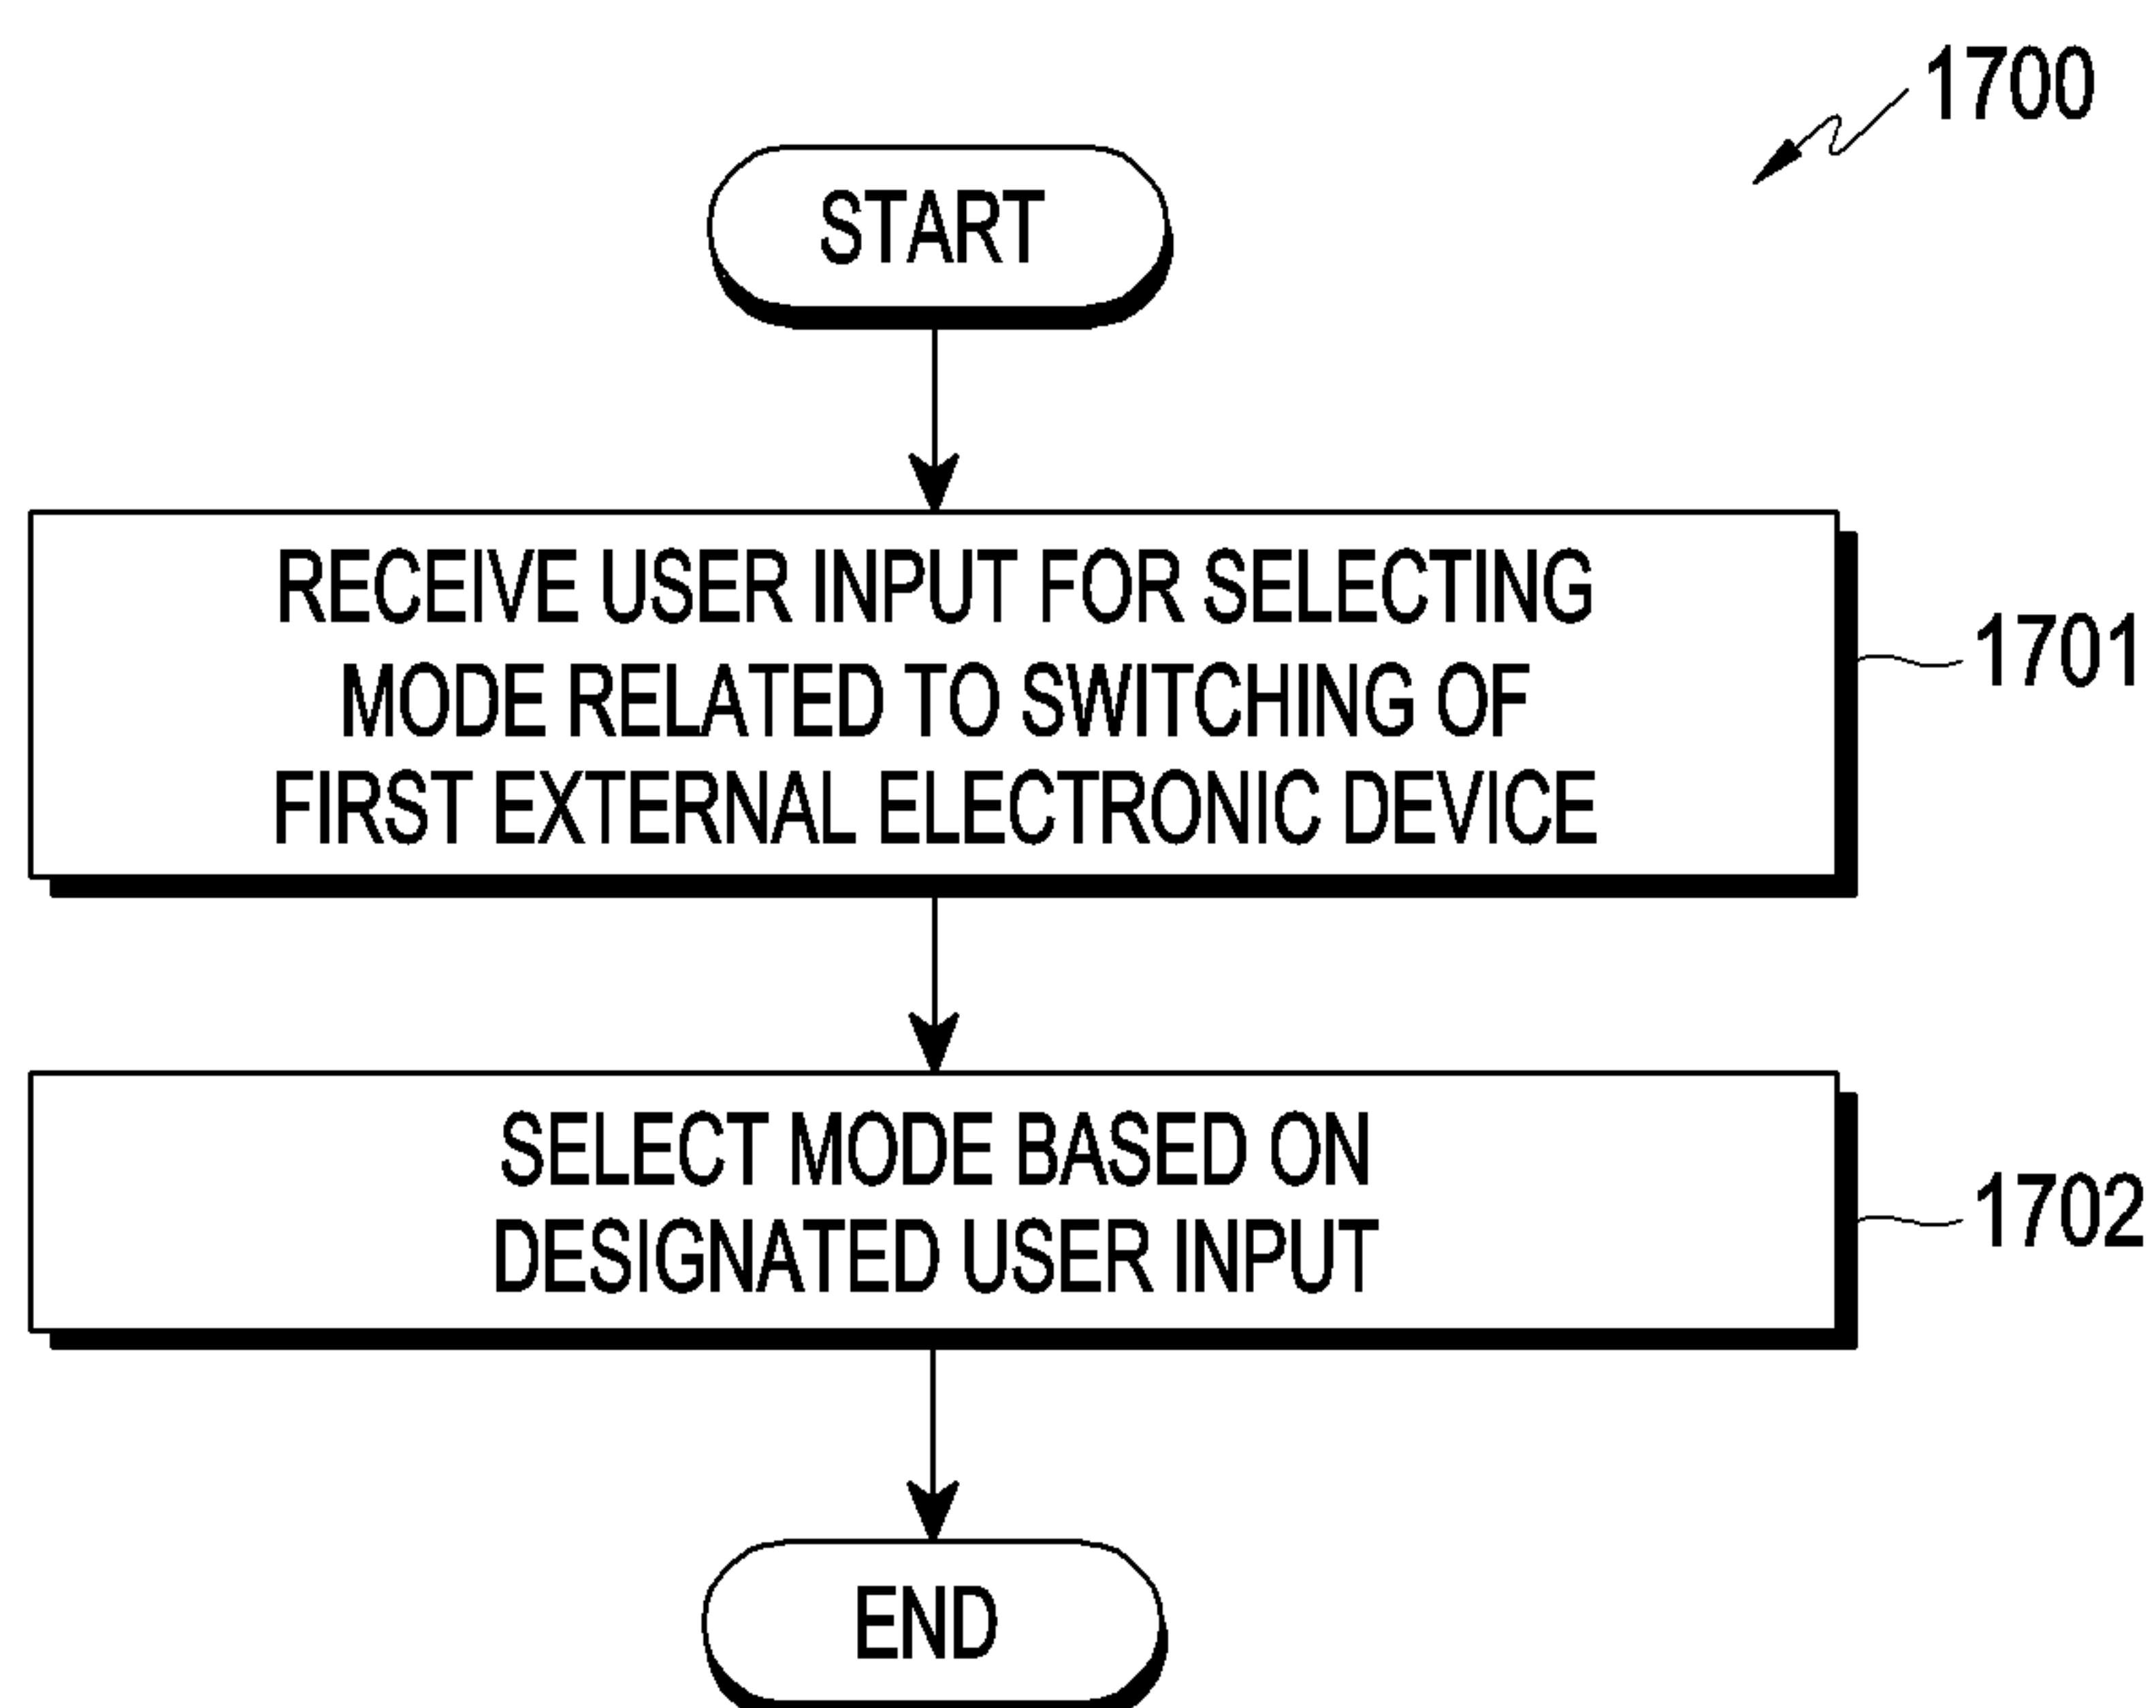 1700
START
RECEIVE USER INPUT FOR SELECTING
MODE RELATED TO SWITCHING OF
FIRST EXTERNAL ELECTRONIC DEVICE
1701
SELECT MODE BASED ON
DESIGNATED USER INPUT
1702
END